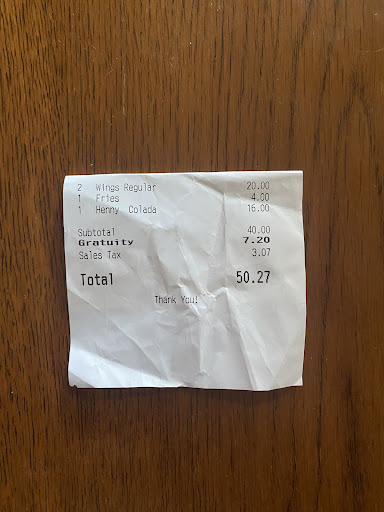 2 Wings Regular 20.00
1 Fries 4.00
1 Henny Colada 16.00
Subtotal 40.00
Gratuity 7.20
Sales Tax 3.07
Total 50.27
Thank You!